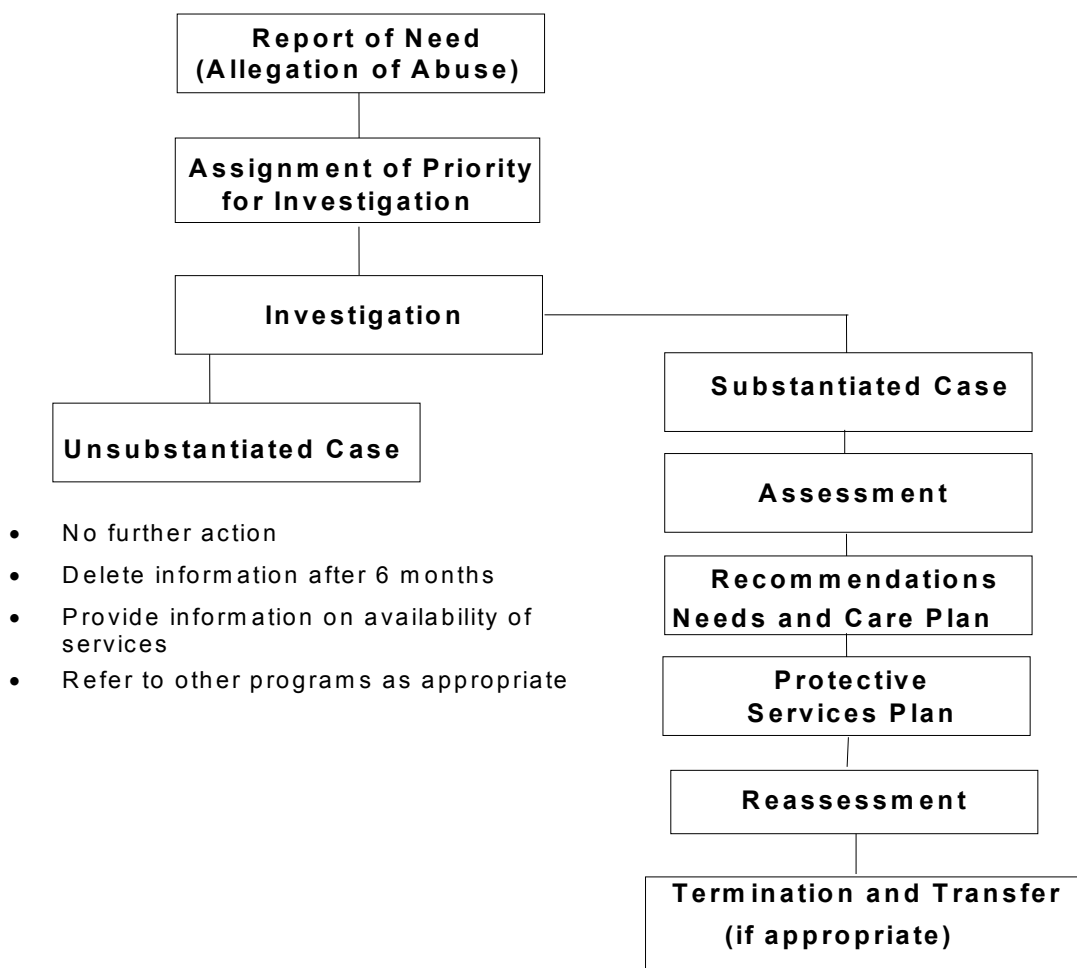 Report of Need
(Allegation of Abuse)
Assignment of Priority
for Investigation
Investigation
Unsubstantiated Case
• No further action
• Delete information after 6 months
• Provide information on availability of
services
• Refer to other programs as appropriate
Substantiated Case
Assessment
Recommendations
Needs and Care Plan
Protective
Services Plan
Reassessment
Termination and Transfer
(if appropriate)